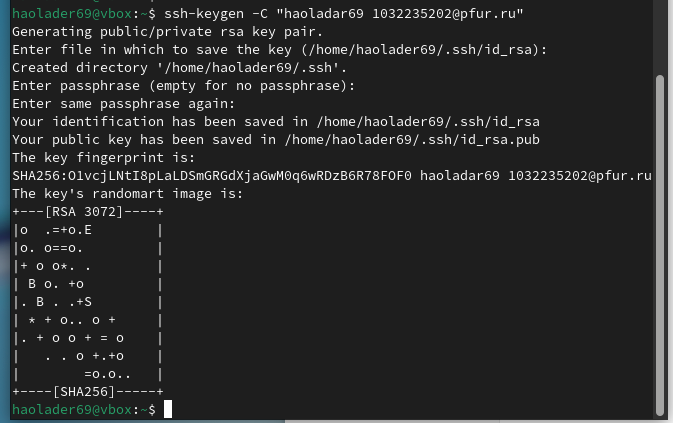 haolader69@vbox:~$ ssh-keygen -C "haoladar69 1032235202@pfur.ru"
Generating public/private rsa key pair.
Enter file in which to save the key (/home/haolader69/.ssh/id_rsa):
Created directory '/home/haolader69/.ssh'.
Enter passphrase (empty for no passphrase):
Enter same passphrase again:
Your identification has been saved in /home/haolader69/.ssh/id_rsa
Your public key has been saved in /home/haolader69/.ssh/id_rsa.pub
The key fingerprint is:
SHA256:O1vcjLNtI8pLaLDSmGRGdXjaGwM0q6wRDzB6R78FOF0 haoladar69 1032235202@pfur.ru
The key's randomart image is:
+---[RSA 3072]----+
|o  .=+o.E        |
|o. o==o.         |
|+ o o*. .        |
| B o. +o         |
|. B . .+S        |
| * + o.. o +     |
|. + o o + = o    |
|   . . o +.+o    |
|        =o.o..   |
+----[SHA256]-----+
haolader69@vbox:~$